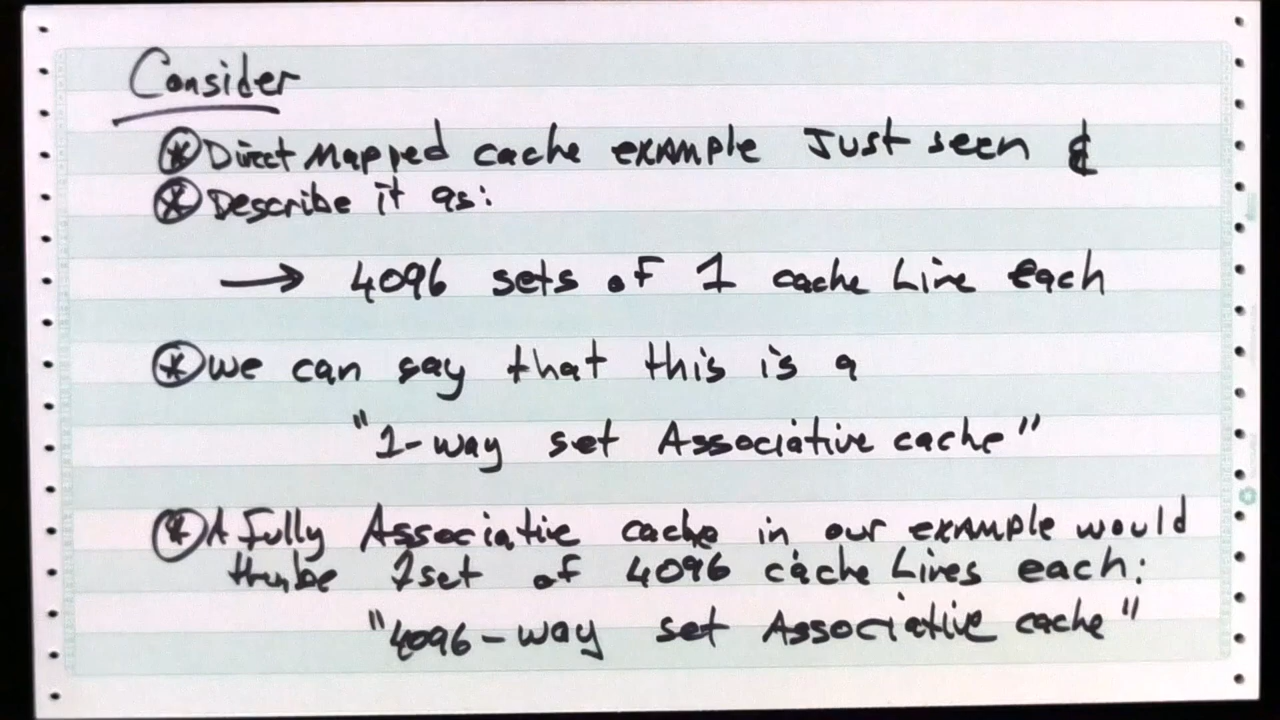 Consider
* Direct Mapped cache example Just seen &
* Describe it as:
→ 4096 sets of 1 cache Line each
* we can say that this is a
"1-way set Associative cache"
* A fully Associative cache in our example would
then be 1 set of 4096 cache Lines each:
"4096-way set Associative cache"